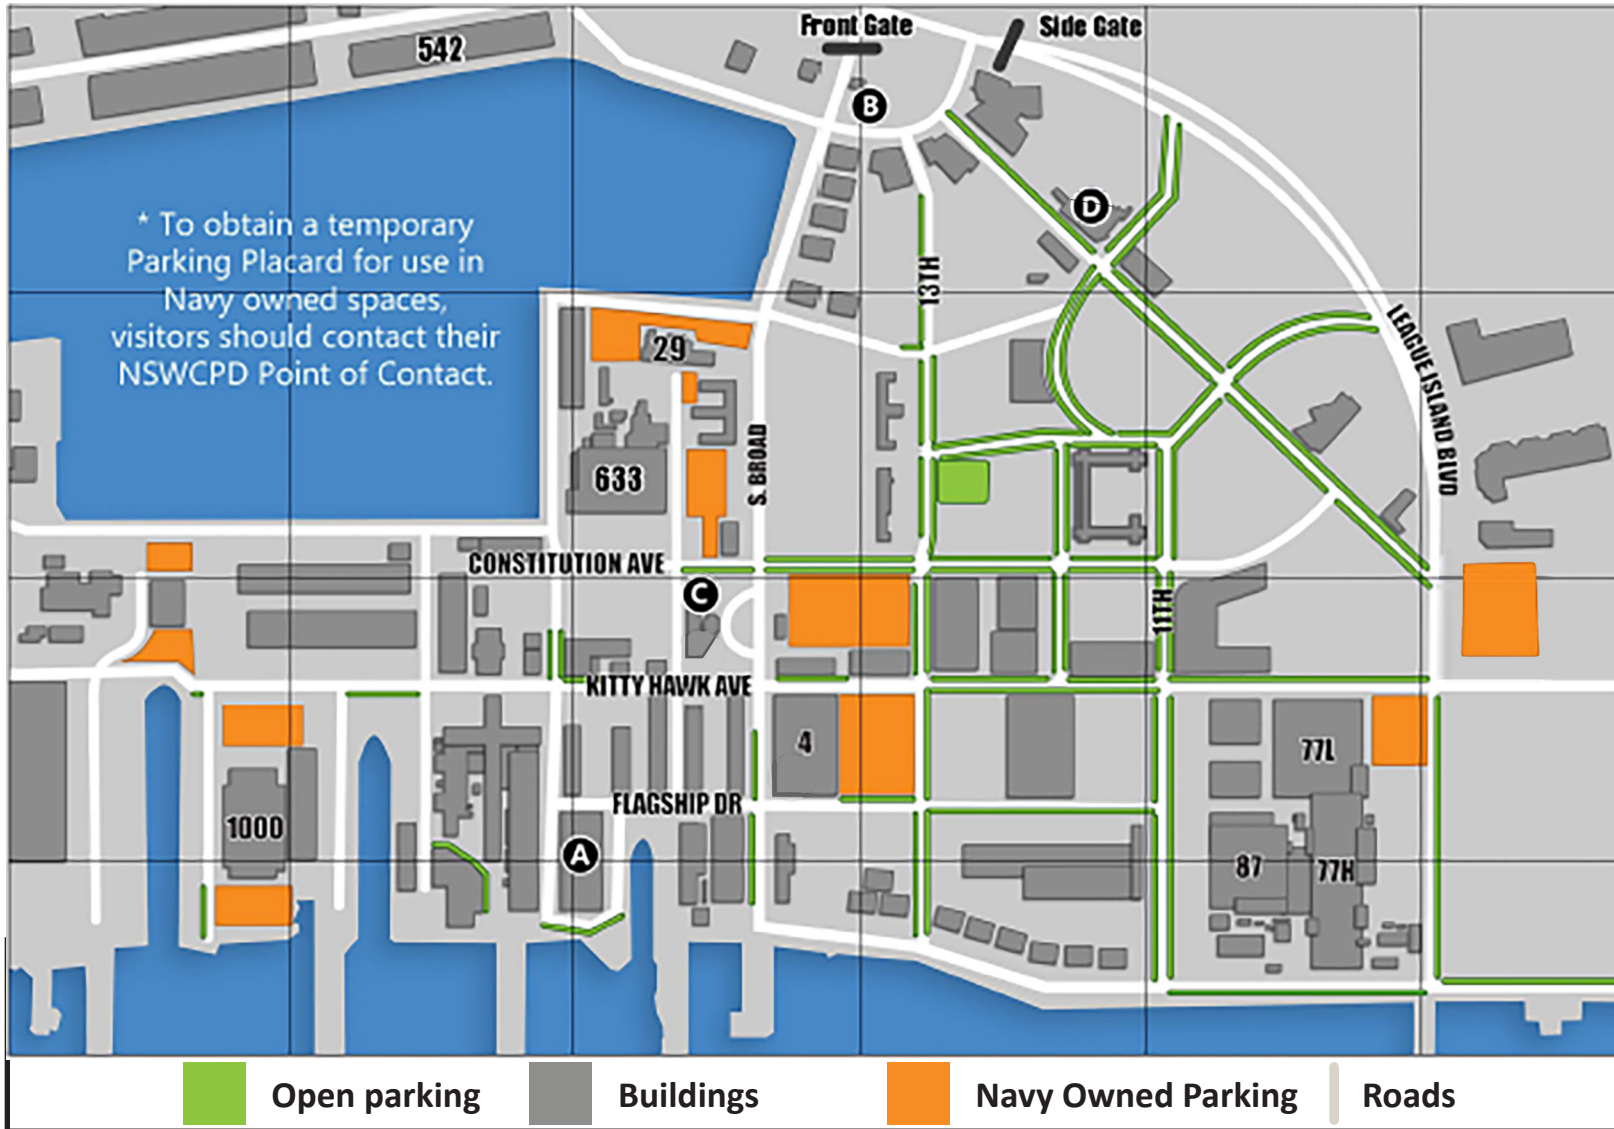 Front Gate
Side Gate
542
B
* To obtain a temporary
Parking Placard for use in
Navy owned spaces,
visitors should contact their
NSWCPD Point of Contact.
D
13TH
LEAGUE ISLAND BLVD
29
S. BROAD
633
CONSTITUTION AVE
C
11TH
KITTY HAWK AVE
4
77L
FLAGSHIP DR
1000
A
87
77H
Open parking
Buildings
Navy Owned Parking
Roads